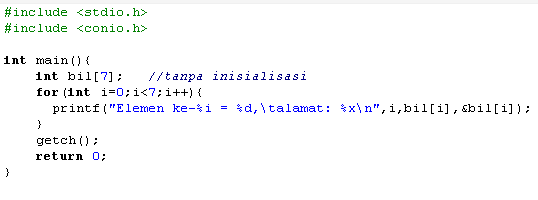 #include <stdio.h>
#include <conio.h>
int main(){
int bil[7];   //tanpa inisialisasi
for(int i=0;i<7;i++){
printf("Elemen ke-%i = %d,\talamat: %x\n",i,bil[i],&bil[i]);
}
getch();
return 0;
}